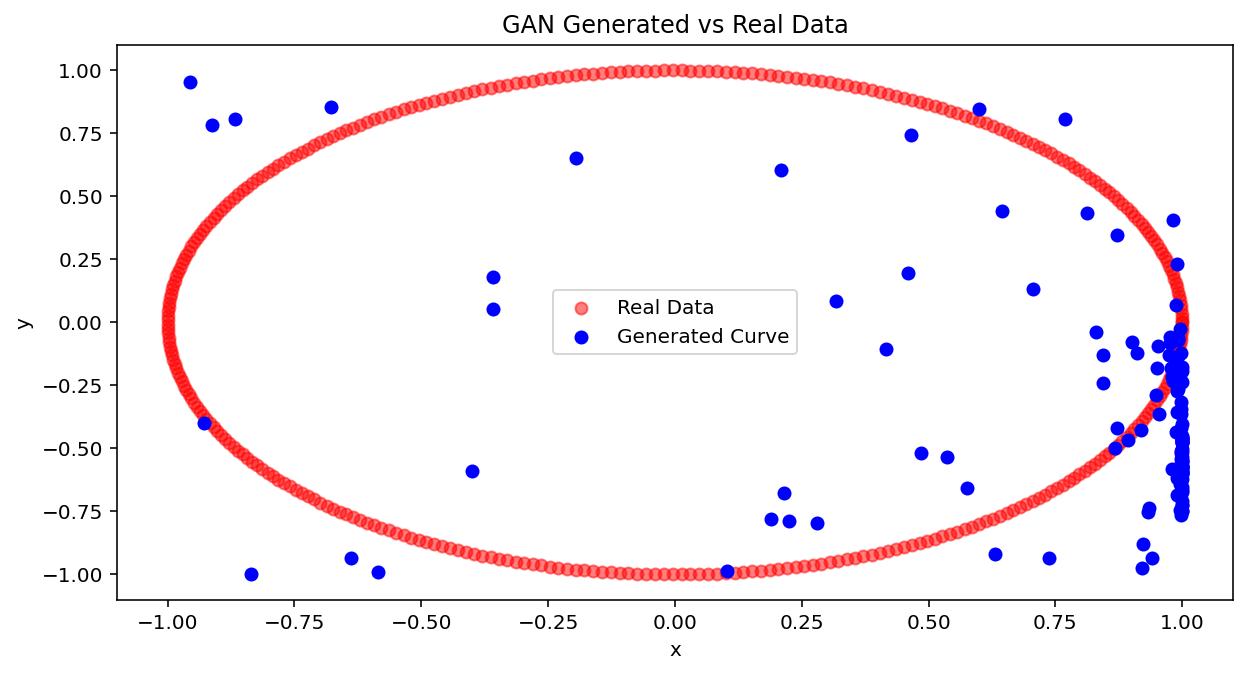 GAN Generated vs Real Data
1.00
0.75
0.50
0.25
0.00
−0.25
−0.50
−0.75
−1.00
y
Real Data
Generated Curve
−1.00 −0.75 −0.50 −0.25 0.00 0.25 0.50 0.75 1.00
x